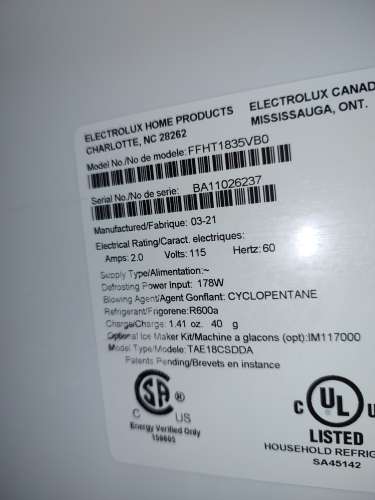 ELECTROLUX HOME PRODUCTS
CHARLOTTE, NC 28262
ELECTROLUX CANAD
MISSISSAUGA, ONT.
Model No./No de modele: FFHT1835VB0
Serial No./No de serie: BA11026237
Manufactured/Fabrique: 03-21
Electrical Rating/Caract. electriques:
Amps: 2.0 Volts: 115 Hertz: 60
Supply Type/Alimentation:~
Defrosting Power Input: 178W
Blowing Agent/Agent Gonflant: CYCLOPENTANE
Refrigerant/Frigorene: R600a
Charge/Charge: 1.41 oz. 40 g
Optional Ice Maker Kit/Machine a glacons (opt):IM117000
Model Type/Modele: TAE18CSDDA
Patents Pending/Brevets en instance
SA ®
C US
Energy Verified Only
159605
C UL ® U
LISTED
HOUSEHOLD REFRIG
SA45142